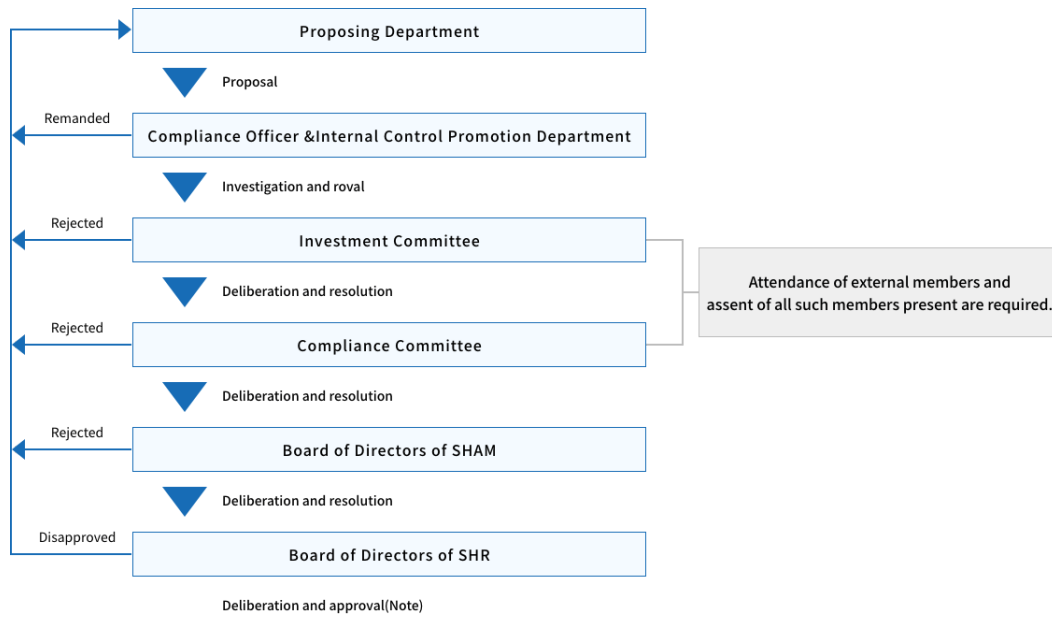 Proposing Department
Proposal
Remanded
Compliance Officer &Internal Control Promotion Department
Investigation and roval
Rejected
Investment Committee
Attendance of external members and
assent of all such members present are required.
Deliberation and resolution
Rejected
Compliance Committee
Deliberation and resolution
Rejected
Board of Directors of SHAM
Deliberation and resolution
Disapproved
Board of Directors of SHR
Deliberation and approval(Note)